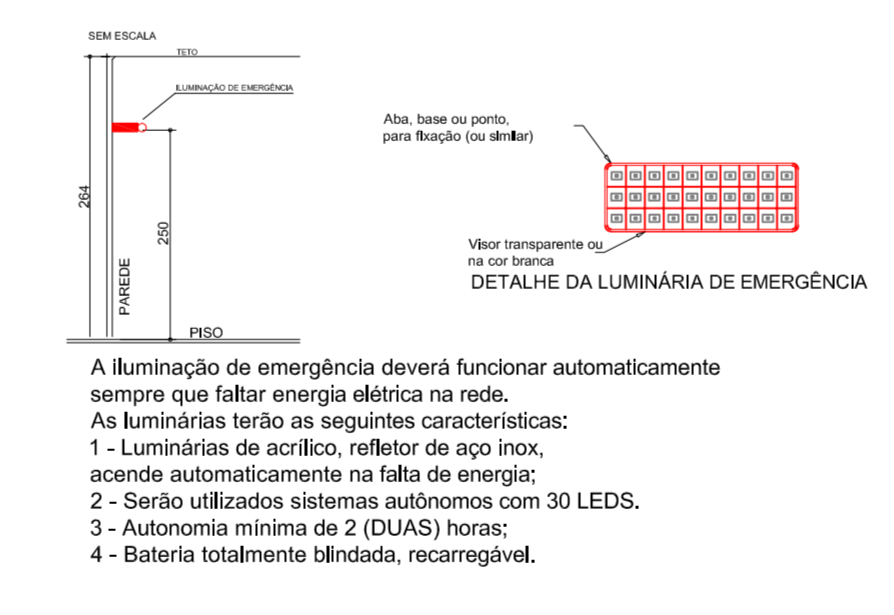 SEM ESCALA
TETO
ILUMINAÇÃO DE EMERGÊNCIA
264
250
PAREDE
PISO
Aba, base ou ponto,
para fixação (ou similar)
Visor transparente ou
na cor branca
DETALHE DA LUMINÁRIA DE EMERGÊNCIA
A iluminação de emergência deverá funcionar automaticamente
sempre que faltar energia elétrica na rede.
As luminárias terão as seguintes características:
1 - Luminárias de acrílico, refletor de aço inox,
acende automaticamente na falta de energia;
2 - Serão utilizados sistemas autônomos com 30 LEDS.
3 - Autonomia mínima de 2 (DUAS) horas;
4 - Bateria totalmente blindada, recarregável.